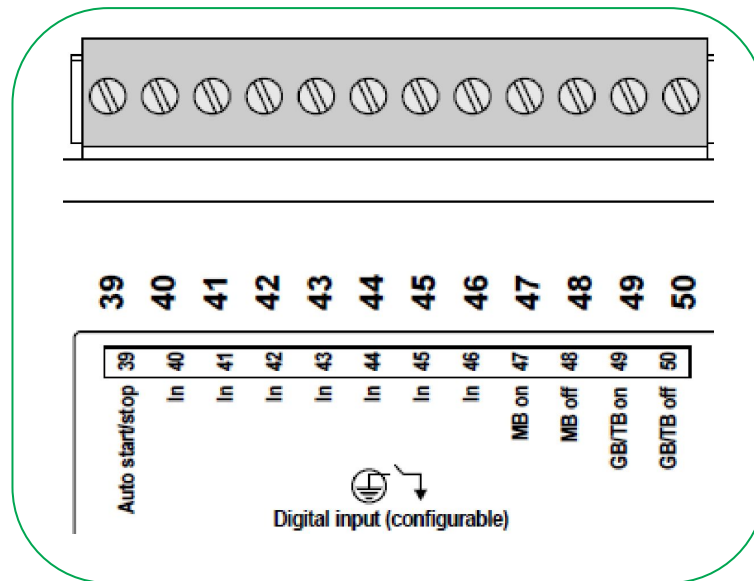 39 40 41 42 43 44 45 46 47 48 49 50
39 40 41 42 43 44 45 46 47 48 49 50
Auto start/stop
In
In
In
In
In
In
In
MB on
MB off
GB/TB on
GB/TB off
Digital input (configurable)